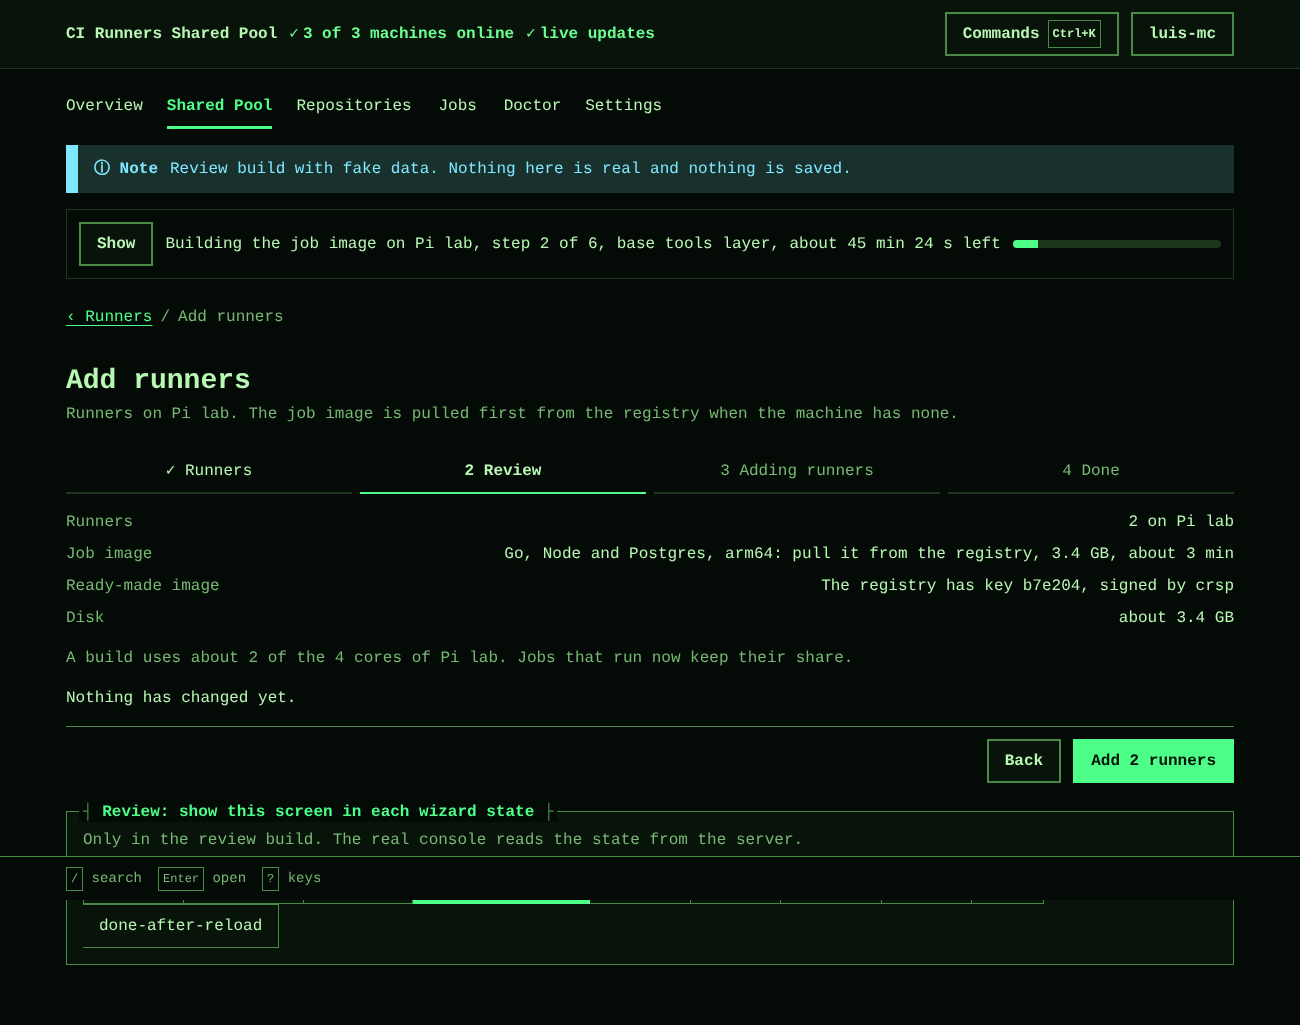 CI Runners Shared Pool ✓ 3 of 3 machines online ✓ live updates
Commands Ctrl+K
luis-mc
Overview Shared Pool Repositories Jobs Doctor Settings
ⓘ Note Review build with fake data. Nothing here is real and nothing is saved.
Show Building the job image on Pi lab, step 2 of 6, base tools layer, about 45 min 24 s left
‹ Runners / Add runners
Add runners
Runners on Pi lab. The job image is pulled first from the registry when the machine has none.
✓ Runners 2 Review 3 Adding runners 4 Done
Runners 2 on Pi lab
Job image Go, Node and Postgres, arm64: pull it from the registry, 3.4 GB, about 3 min
Ready-made image The registry has key b7e204, signed by crsp
Disk about 3.4 GB
A build uses about 2 of the 4 cores of Pi lab. Jobs that run now keep their share.
Nothing has changed yet.
Back Add 2 runners
Review: show this screen in each wizard state
Only in the review build. The real console reads the state from the server.
/ search Enter open ? keys
done-after-reload